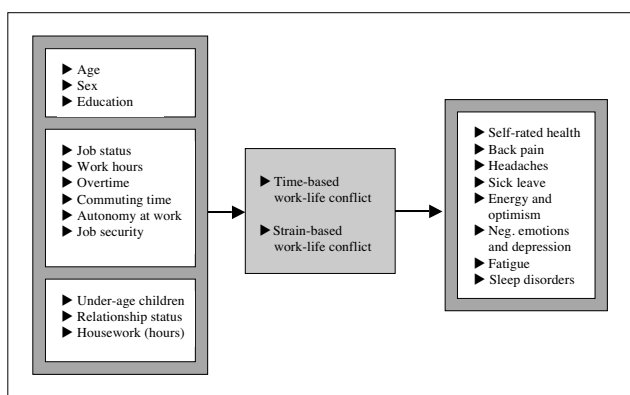 ▶ Age
▶ Sex
▶ Education
▶ Job status
▶ Work hours
▶ Overtime
▶ Commuting time
▶ Autonomy at work
▶ Job security
▶ Under-age children
▶ Relationship status
▶ Housework (hours)
▶ Time-based
work-life conflict
▶ Strain-based
work-life conflict
▶ Self-rated health
▶ Back pain
▶ Headaches
▶ Sick leave
▶ Energy and
optimism
▶ Neg. emotions
and depression
▶ Fatigue
▶ Sleep disorders